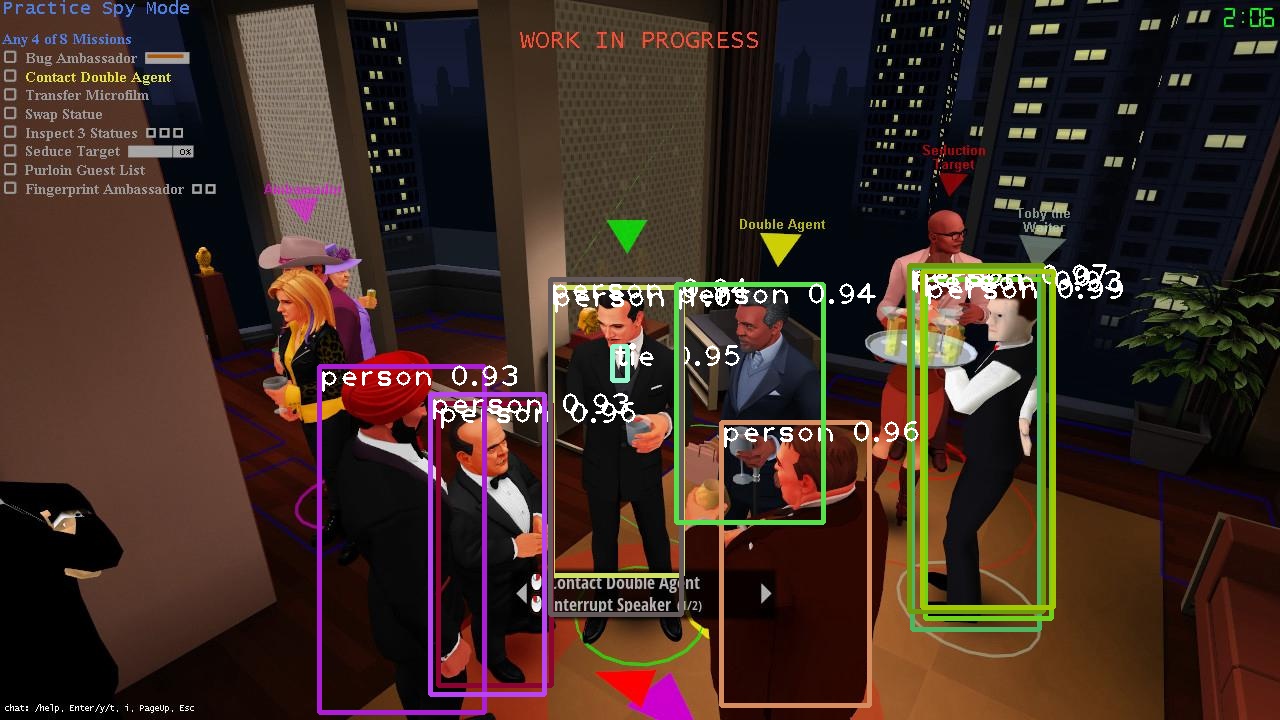 Practice Spy Mode
2:06
WORK IN PROGRESS
Any 4 of 8 Missions
Bug Ambassador
Contact Double Agent
Transfer Microfilm
Swap Statue
Inspect 3 Statues
Seduce Target 0%
Purloin Guest List
Fingerprint Ambassador
Seduction
Target
Toby the
Waiter
Double Agent
person 0.94
person 0.93
tie 0.95
person 0.93
person 0.96
person 0.96
Contact Double Agent
Interrupt Speaker (1/2)
chat: /help, Enter/y/t, i, PageUp, Esc